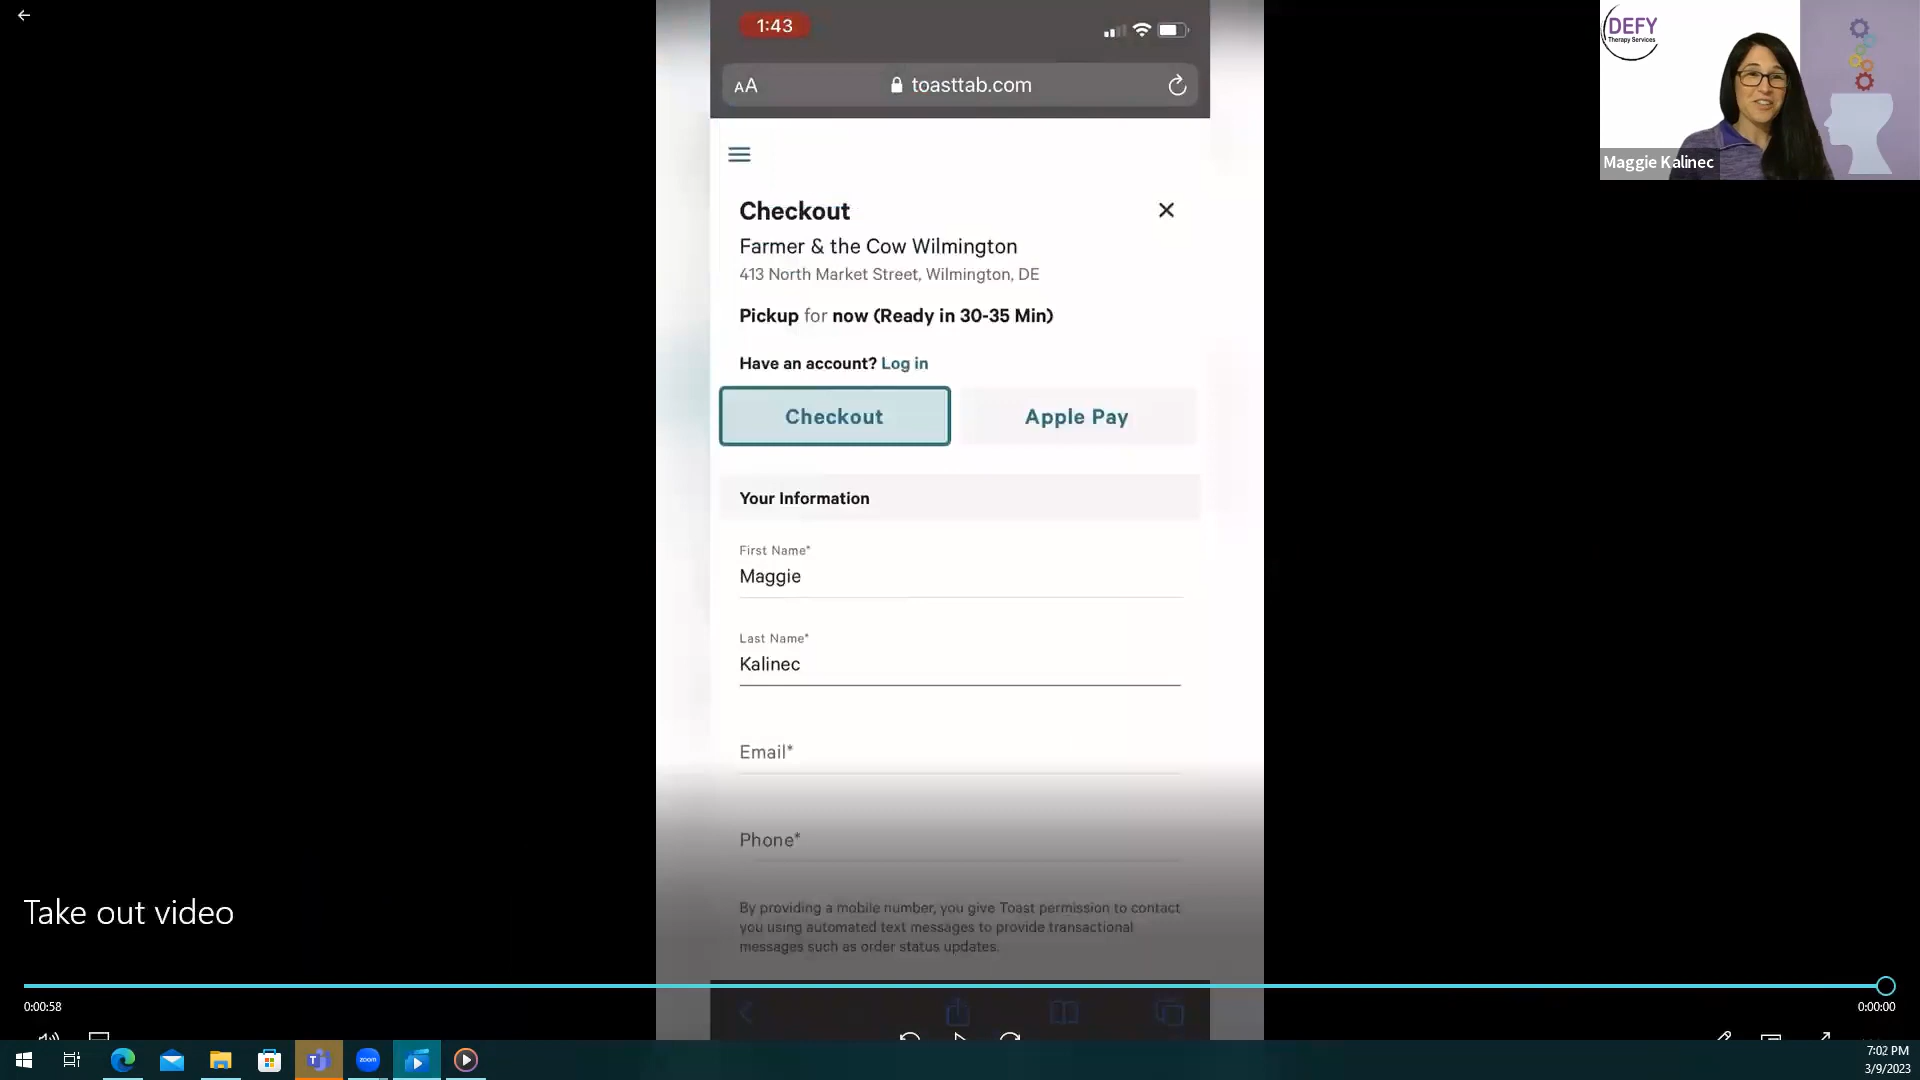 1:43
AA
toasttab.com
DEFY
Therapy Services
Maggie Kalinec
Checkout
Farmer & the Cow Wilmington
413 North Market Street, Wilmington, DE
Pickup for now (Ready in 30-35 Min)
Have an account? Log in
Checkout
Apple Pay
Your Information
First Name*
Maggie
Last Name*
Kalinec
Email*
Phone*
By providing a mobile number, you give Toast permission to contact
you using automated text messages to provide transactional
messages such as order status updates.
Take out video
0:00:58
0:00:00
zoom
7:02 PM
3/9/2023